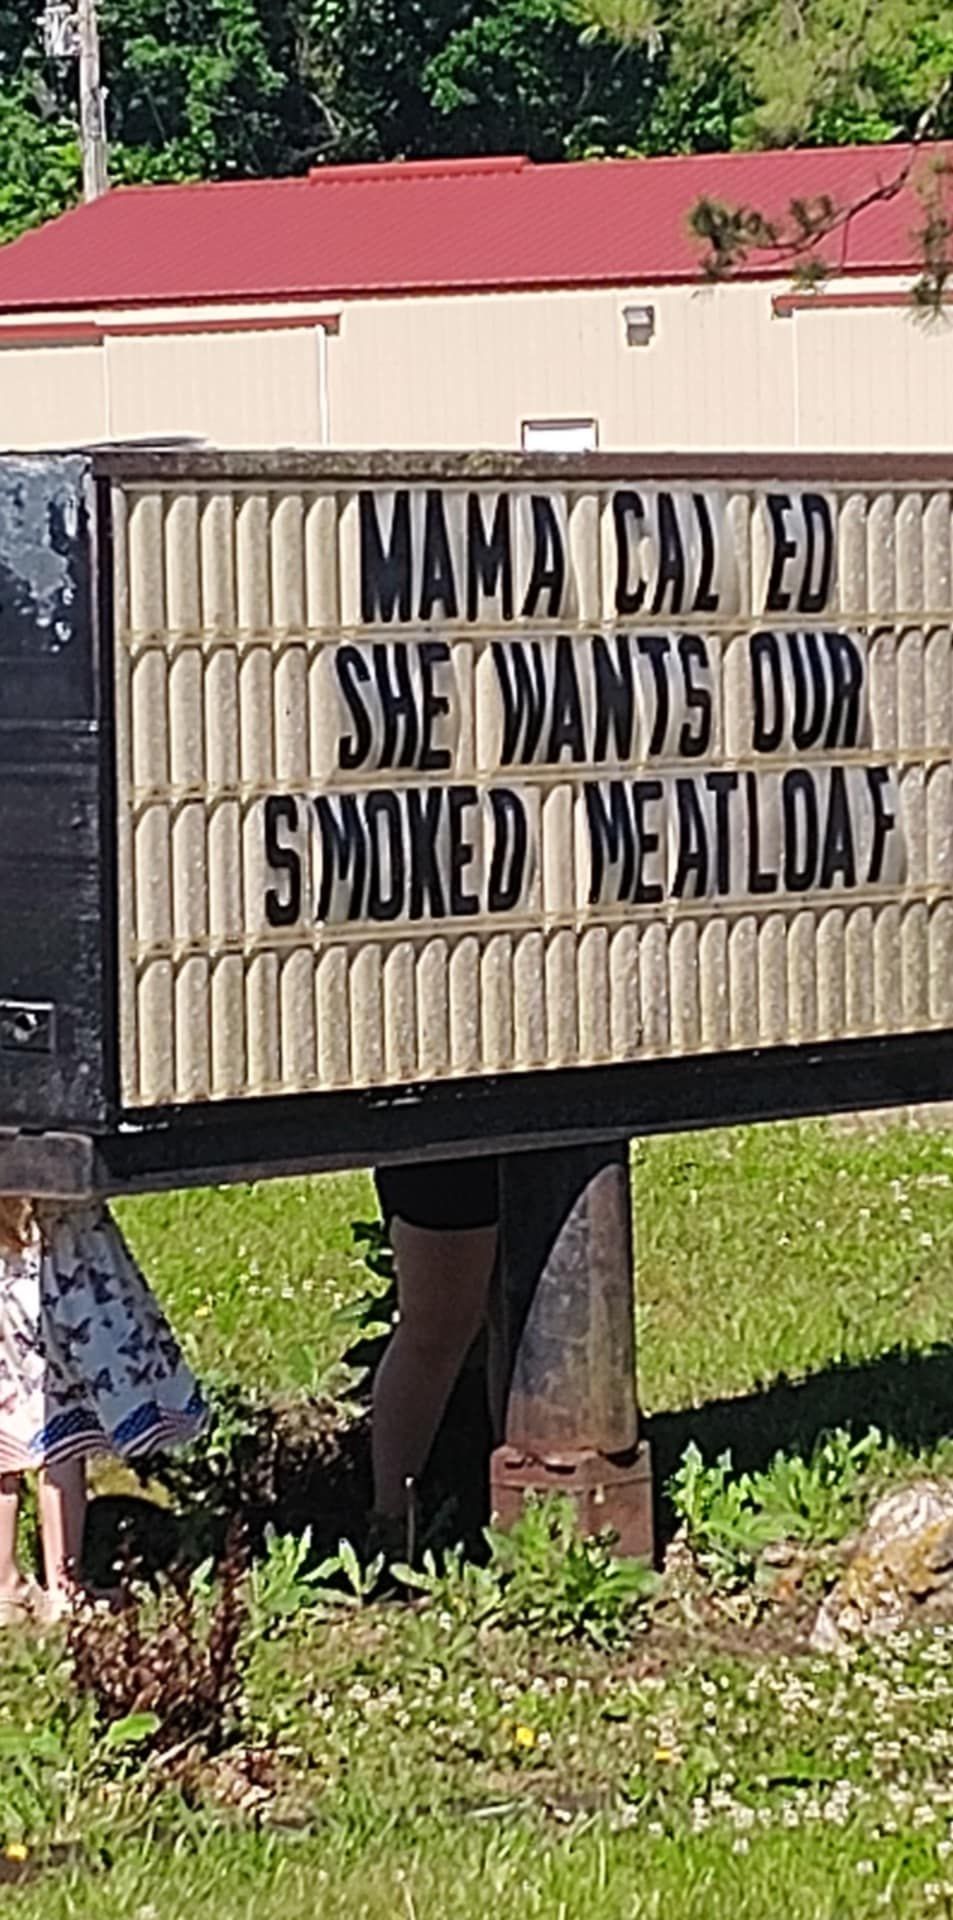 MAMA CAL ED
SHE WANTS OUR
SMOKED MEATLOAF